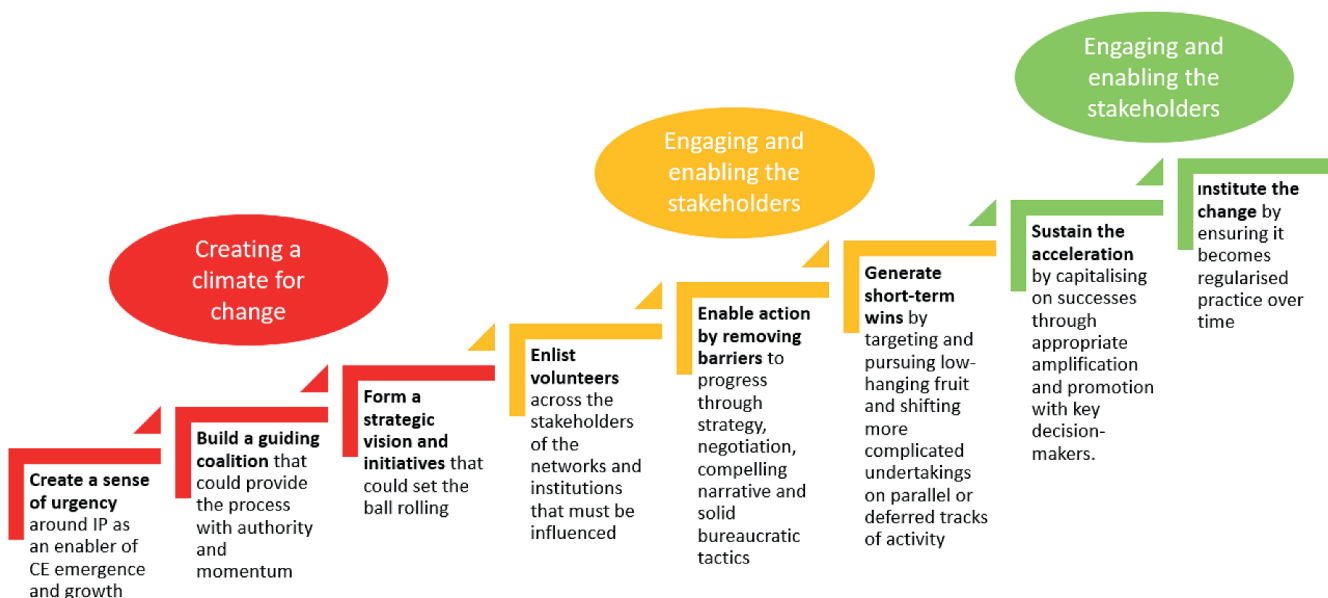 Creating a
climate for
change
Engaging and
enabling the
stakeholders
Engaging and
enabling the
stakeholders
Create a sense
of urgency
around IP as
an enabler of
CE emergence
and growth
Build a guiding
coalition that
could provide
the process
with authority
and
momentum
Form a
strategic
vision and
initiatives that
could set the
ball rolling
Enlist
volunteers
across the
stakeholders
of the
networks and
institutions
that must be
influenced
Enable action
by removing
barriers to
progress
through
strategy,
negotiation,
compelling
narrative and
solid
bureaucratic
tactics
Generate
short-term
wins by
targeting and
pursuing low-
hanging fruit
and shifting
more
complicated
undertakings
on parallel or
deferred tracks
of activity
Sustain the
acceleration
by capitalising
on successes
through
appropriate
amplification
and promotion
with key
decision-
makers.
Institute the
change by
ensuring it
becomes
regularised
practice over
time